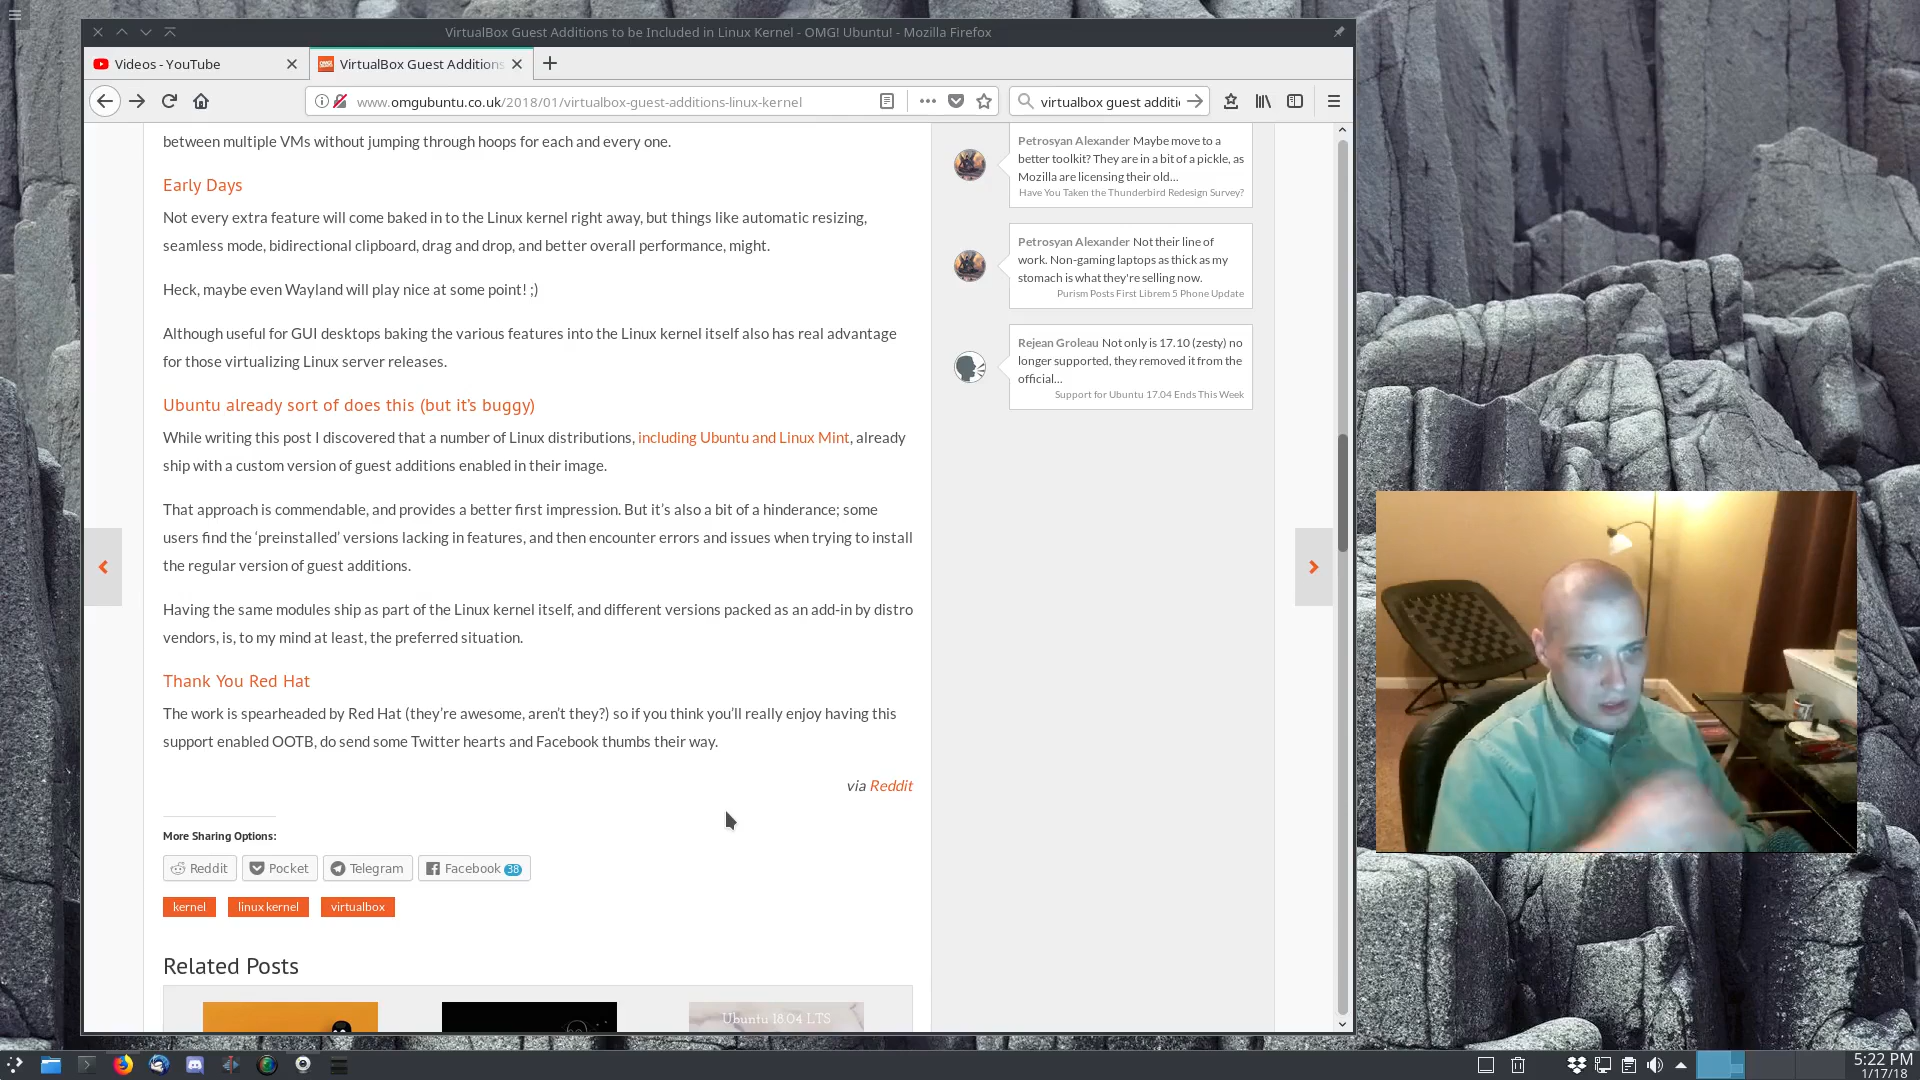 VirtualBox Guest Additions to be Included in Linux Kernel - OMG! Ubuntu! - Mozilla Firefox
Videos - YouTube
VirtualBox Guest Additions
www.omgubuntu.co.uk/2018/01/virtualbox-guest-additions-linux-kernel
virtualbox guest additi
between multiple VMs without jumping through hoops for each and every one.
Early Days
Not every extra feature will come baked in to the Linux kernel right away, but things like automatic resizing,
seamless mode, bidirectional clipboard, drag and drop, and better overall performance, might.
Heck, maybe even Wayland will play nice at some point! ;)
Although useful for GUI desktops baking the various features into the Linux kernel itself also has real advantage
for those virtualizing Linux server releases.
Ubuntu already sort of does this (but it's buggy)
While writing this post I discovered that a number of Linux distributions, including Ubuntu and Linux Mint, already
ship with a custom version of guest additions enabled in their image.
That approach is commendable, and provides a better first impression. But it's also a bit of a hinderance; some
users find the ‘preinstalled’ versions lacking in features, and then encounter errors and issues when trying to install
the regular version of guest additions.
Having the same modules ship as part of the Linux kernel itself, and different versions packed as an add-in by distro
vendors, is, to my mind at least, the preferred situation.
Thank You Red Hat
The work is spearheaded by Red Hat (they're awesome, aren't they?) so if you think you'll really enjoy having this
support enabled OOTB, do send some Twitter hearts and Facebook thumbs their way.
via Reddit
More Sharing Options:
Reddit
Pocket
Telegram
Facebook 38
kernel
linux kernel
virtualbox
Related Posts
Ubuntu 18.04 LTS
Petrosyan Alexander Maybe move to a
better toolkit? They are in a bit of a pickle, as
Mozilla are licensing their old...
Have You Taken the Thunderbird Redesign Survey?
Petrosyan Alexander Not their line of
work. Non-gaming laptops as thick as my
stomach is what they're selling now.
Purism Posts First Librem 5 Phone Update
Rejean Groleau Not only is 17.10 (zesty) no
longer supported, they removed it from the
official...
Support for Ubuntu 17.04 Ends This Week
5:22 PM
1/17/18